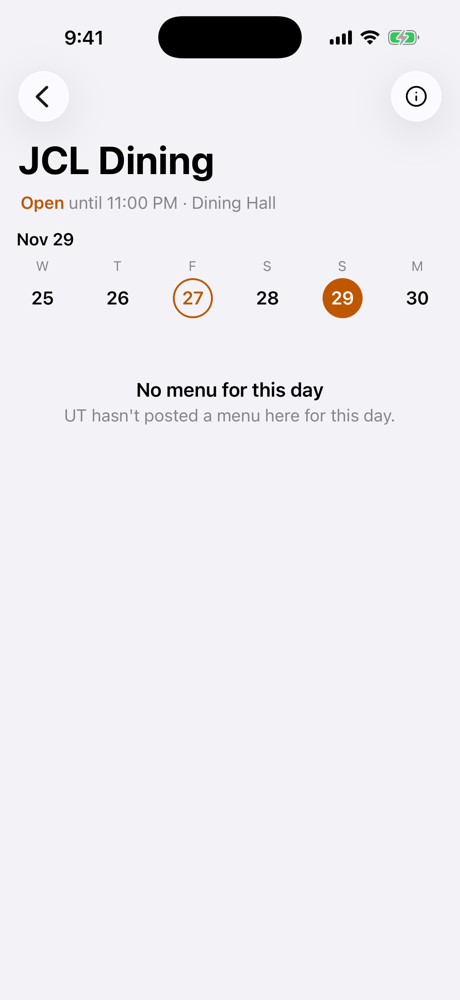 9:41
JCL Dining
Open until 11:00 PM · Dining Hall
Nov 29
W T F S S M
25 26 27 28 29 30
No menu for this day
UT hasn't posted a menu here for this day.